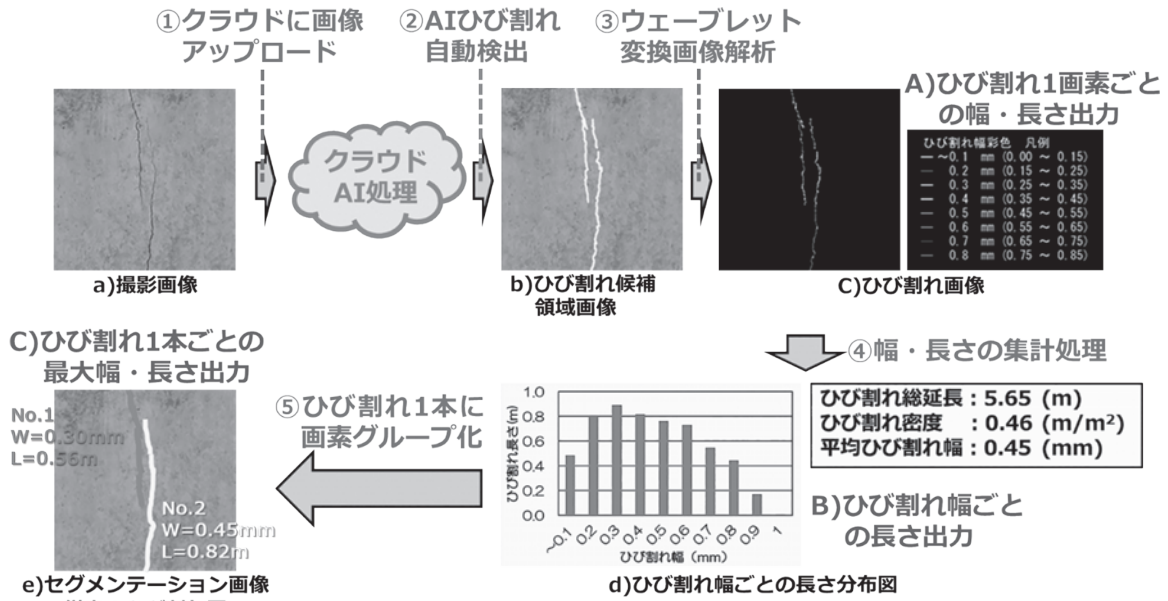 ①クラウドに画像
アップロード
②AIひび割れ
自動検出
③ウェーブレット
変換画像解析
A)ひび割れ1画素ごと
の幅・長さ出力
クラウド
AI処理
ひび割れ幅彩色 凡例
～0.1 mm (0.00 ～ 0.15)
0.2 mm (0.15 ～ 0.25)
0.3 mm (0.25 ～ 0.35)
0.4 mm (0.35 ～ 0.45)
0.5 mm (0.45 ～ 0.55)
0.6 mm (0.55 ～ 0.65)
0.7 mm (0.65 ～ 0.75)
0.8 mm (0.75 ～ 0.85)
a)撮影画像
b)ひび割れ候補
領域画像
C)ひび割れ画像
④幅・長さの集計処理
ひび割れ総延長：5.65 (m)
ひび割れ密度 ：0.46 (m/m²)
平均ひび割れ幅：0.45 (mm)
B)ひび割れ幅ごと
の長さ出力
ひび割れ長さ(m)
1.0
0.8
0.6
0.4
0.2
0.0
～0.1 0.2 0.3 0.4 0.5 0.6 0.7 0.8 0.9 1
ひび割れ幅（mm）
d)ひび割れ幅ごとの長さ分布図
⑤ひび割れ1本に
画素グループ化
C)ひび割れ1本ごとの
最大幅・長さ出力
No.1
W=0.30mm
L=0.56m
No.2
W=0.45mm
L=0.82m
e)セグメンテーション画像